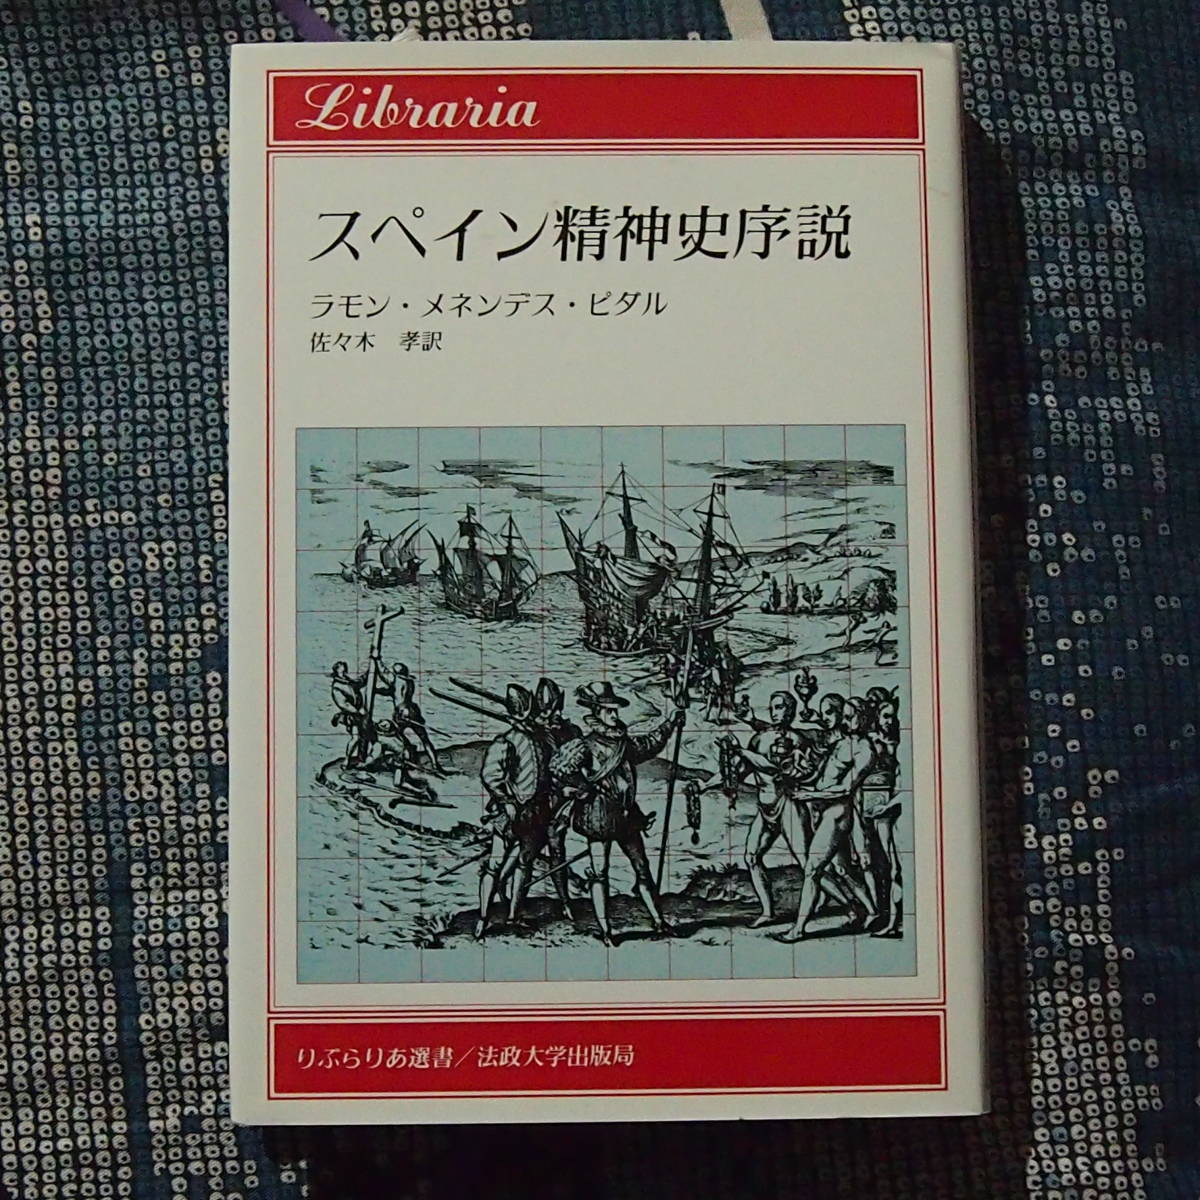 Libraria
スペイン精神史序説
ラモン・メネンデス・ピダル
佐々木　孝訳
りぶらりあ選書／法政大学出版局